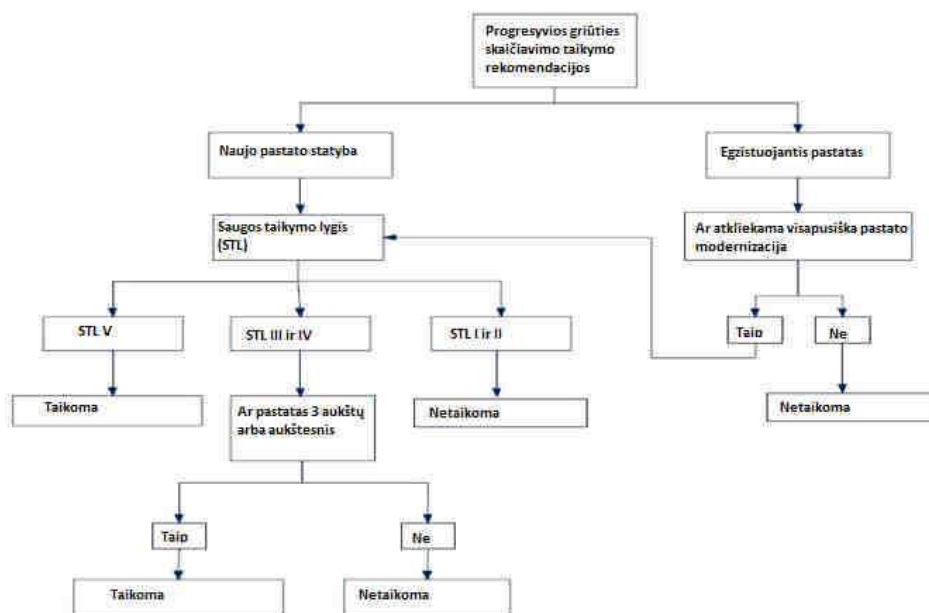 Progresyvios griūties
skaičiavimo taikymo
rekomendacijos
Naujo pastato statyba
Egzistuojantis pastatas
Saugos taikymo lygis
(STL)
Ar atkliekama visapusiška pastato
modernizacija
STL V
STL III ir IV
STL I ir II
Taip
Ne
Taikoma
Ar pastatas 3 aukštų
arba aukštesnis
Netaikoma
Netaikoma
Taip
Ne
Taikoma
Netaikoma